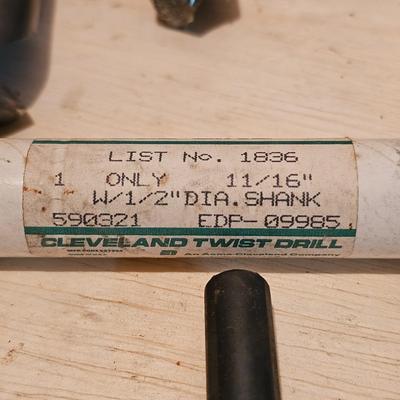 LIST No. 1836
1 ONLY 11/16"
W/1/2"DIA.SHANK
590321 EDP-09985
CLEVELAND TWIST DRILL
An Acme-Cleveland Company